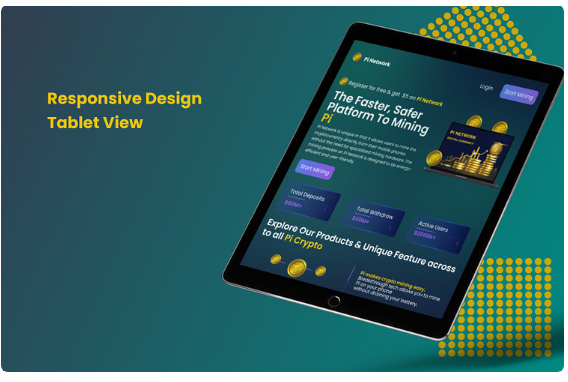 Responsive Design
Tablet View
Pi Network
Login
Start Mining
Register for free & get $5 on Pi Network
The Faster, Safer
Platform To Mining
Pi
Pi Network is unique in that it allows users to mine the
cryptocurrency directly from their mobile phones
without the need for specialized mining hardware. The
mining process on Pi Network is designed to be energy-
efficient and user-friendly.
PI NETWORK
DIGITAL CURRENCY
Start Mining
Total Deposits
Total Withdraw
Active Users
Explore Our Products & Unique Feature across
to all Pi Crypto
Pi makes crypto mining easy.
Breakthrough tech allows you to mine
Pi on your phone
without draining your battery.